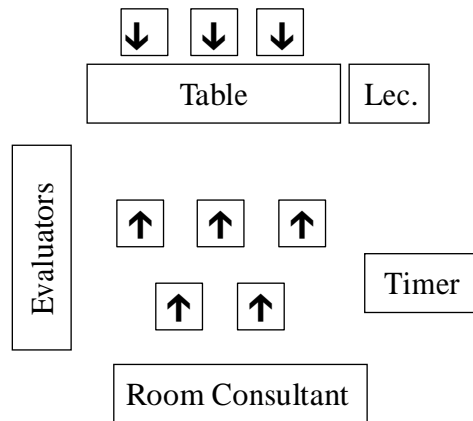 Table
Lec.
Evaluators
Timer
Room Consultant